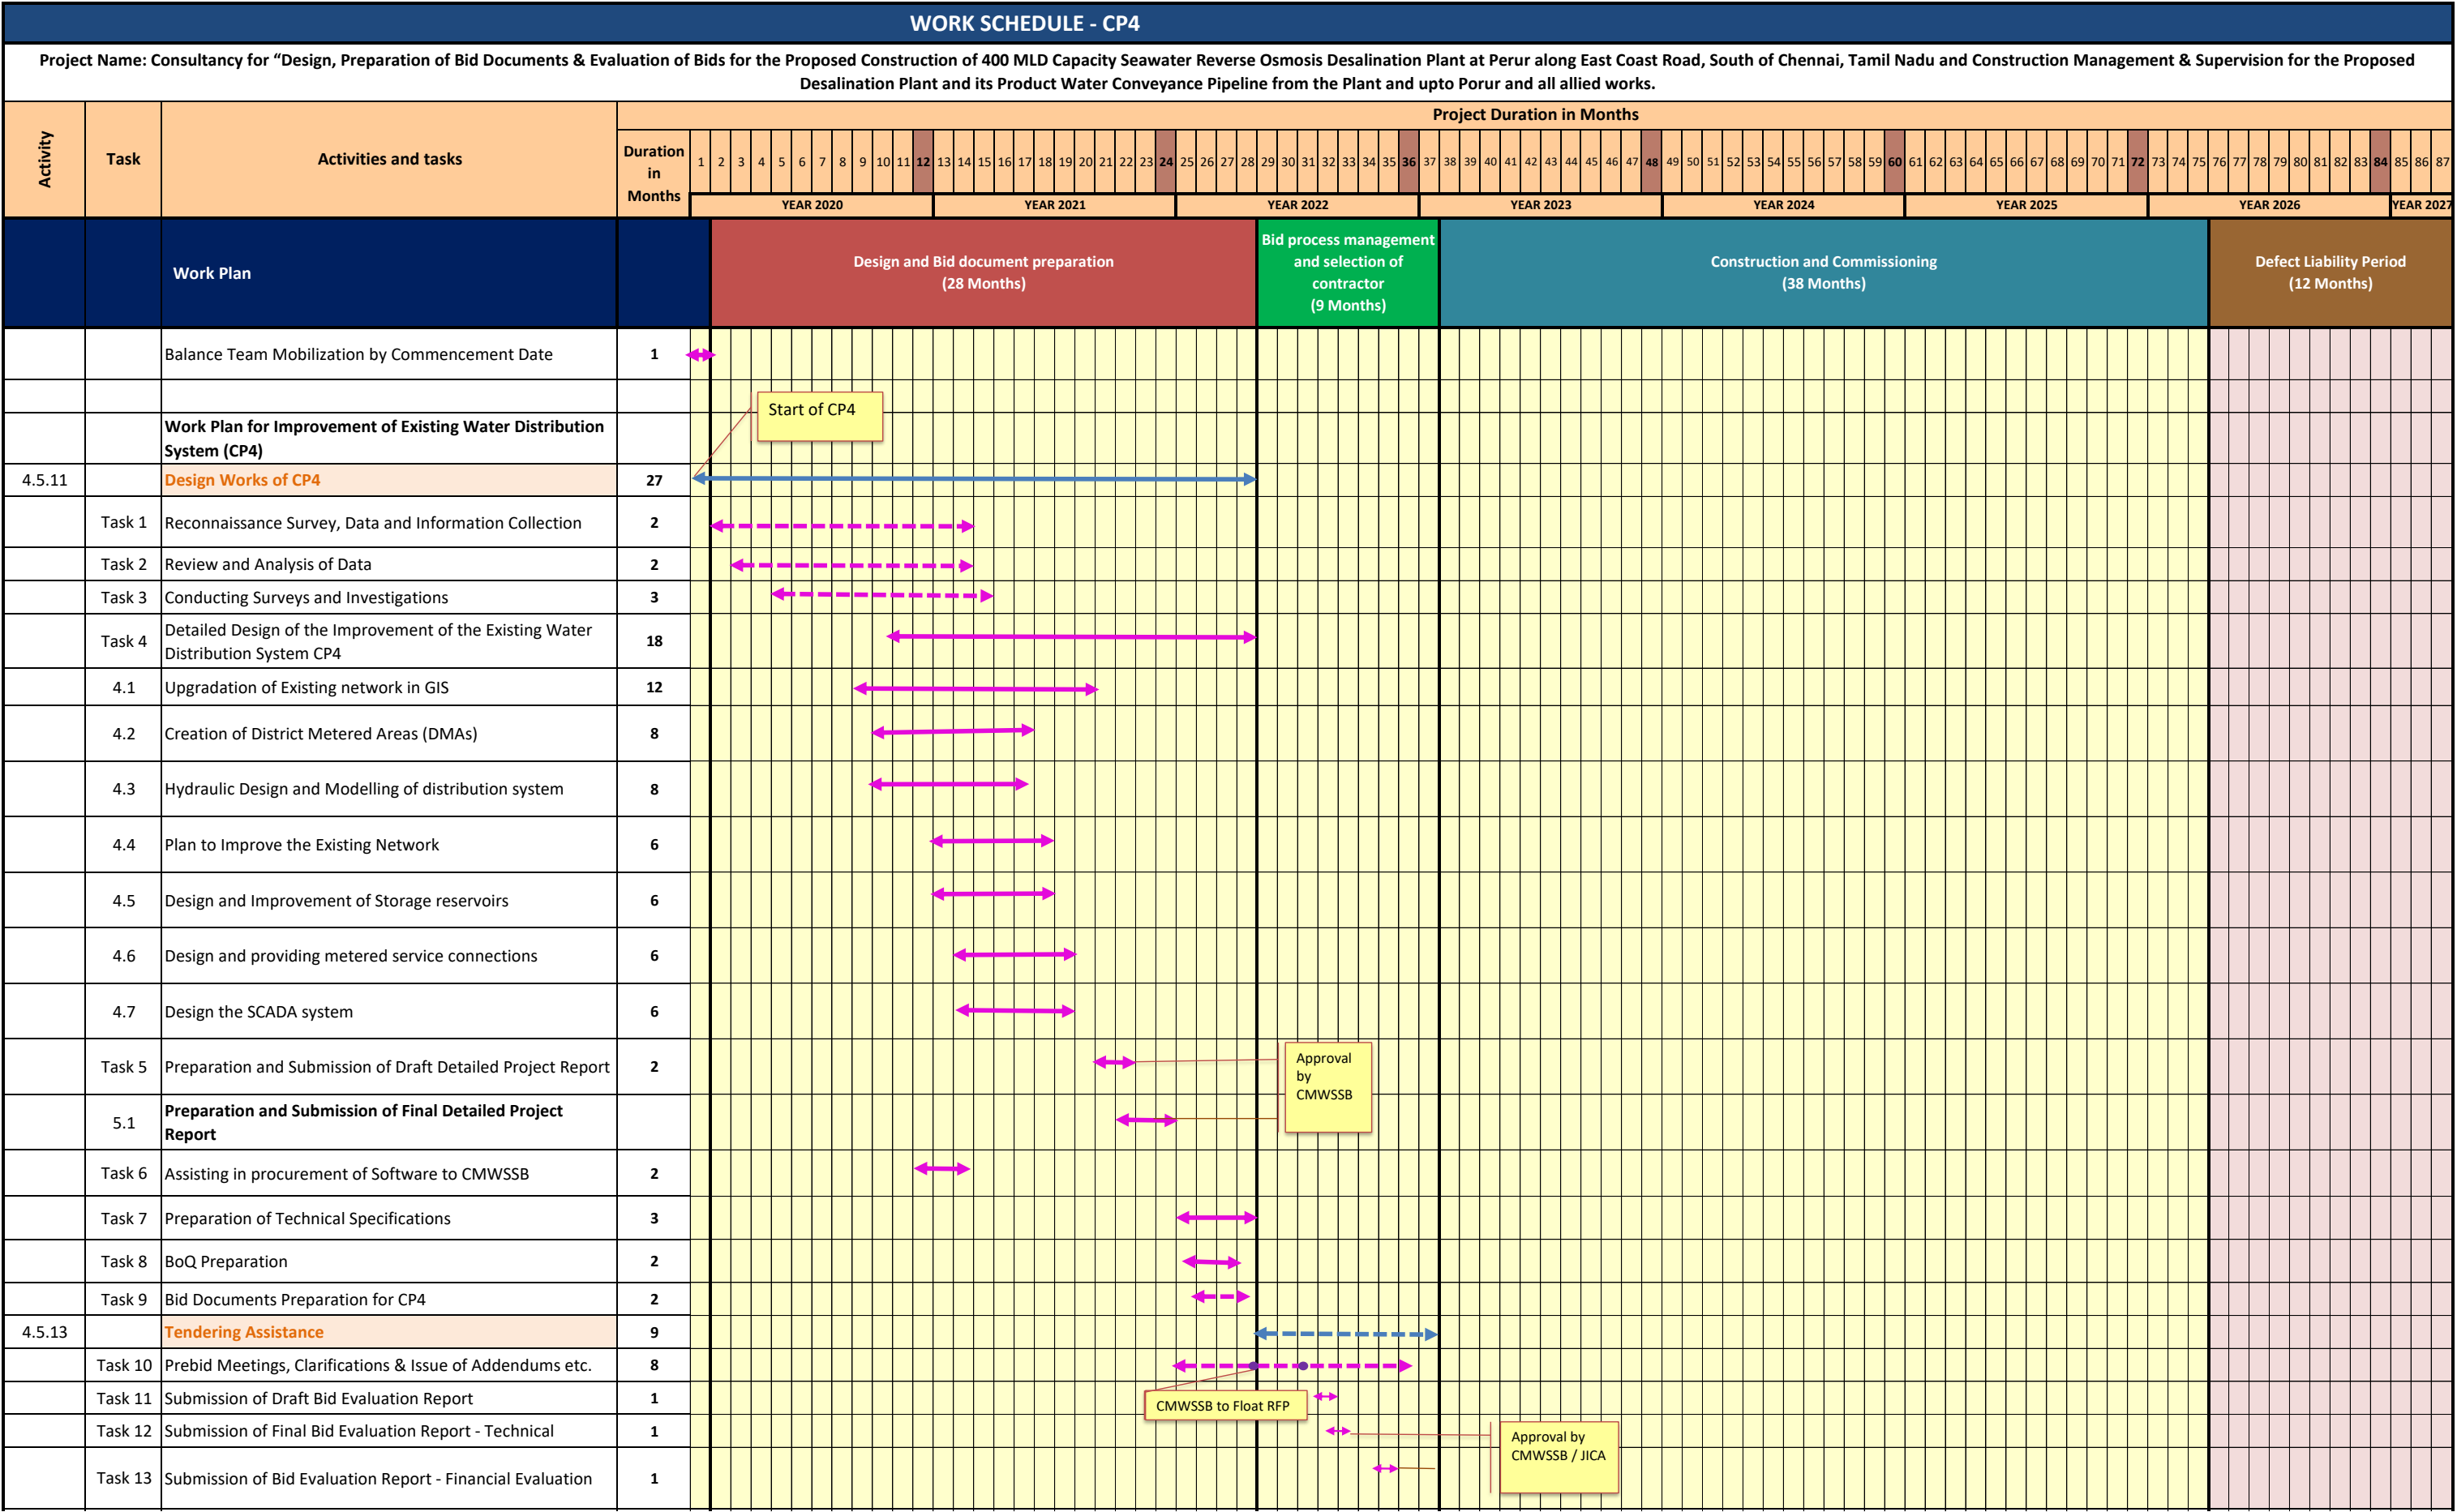 WORK SCHEDULE - CP4
Project Name: Consultancy for “Design, Preparation of Bid Documents & Evaluation of Bids for the Proposed Construction of 400 MLD Capacity Seawater Reverse Osmosis Desalination Plant at Perur along East Coast Road, South of Chennai, Tamil Nadu and Construction Management & Supervision for the Proposed
Desalination Plant and its Product Water Conveyance Pipeline from the Plant and upto Porur and all allied works.
Activity
Task
Activities and tasks
Duration
in
Months
Project Duration in Months
1 2 3 4 5 6 7 8 9 10 11 12 13 14 15 16 17 18 19 20 21 22 23 24 25 26 27 28 29 30 31 32 33 34 35 36 37 38 39 40 41 42 43 44 45 46 47 48 49 50 51 52 53 54 55 56 57 58 59 60 61 62 63 64 65 66 67 68 69 70 71 72 73 74 75 76 77 78 79 80 81 82 83 84 85 86 87
YEAR 2020 YEAR 2021 YEAR 2022 YEAR 2023 YEAR 2024 YEAR 2025 YEAR 2026 YEAR 2027
Work Plan
Design and Bid document preparation
(28 Months)
Bid process management
and selection of
contractor
(9 Months)
Construction and Commissioning
(38 Months)
Defect Liability Period
(12 Months)
Balance Team Mobilization by Commencement Date 1
Start of CP4
Work Plan for Improvement of Existing Water Distribution
System (CP4)
4.5.11 Design Works of CP4 27
Task 1 Reconnaissance Survey, Data and Information Collection 2
Task 2 Review and Analysis of Data 2
Task 3 Conducting Surveys and Investigations 3
Task 4 Detailed Design of the Improvement of the Existing Water
Distribution System CP4 18
4.1 Upgradation of Existing network in GIS 12
4.2 Creation of District Metered Areas (DMAs) 8
4.3 Hydraulic Design and Modelling of distribution system 8
4.4 Plan to Improve the Existing Network 6
4.5 Design and Improvement of Storage reservoirs 6
4.6 Design and providing metered service connections 6
4.7 Design the SCADA system 6
Task 5 Preparation and Submission of Draft Detailed Project Report 2
Approval
by
CMWSSB
5.1 Preparation and Submission of Final Detailed Project
Report
Task 6 Assisting in procurement of Software to CMWSSB 2
Task 7 Preparation of Technical Specifications 3
Task 8 BoQ Preparation 2
Task 9 Bid Documents Preparation for CP4 2
4.5.13 Tendering Assistance 9
Task 10 Prebid Meetings, Clarifications & Issue of Addendums etc. 8
Task 11 Submission of Draft Bid Evaluation Report 1
CMWSSB to Float RFP
Task 12 Submission of Final Bid Evaluation Report - Technical 1
Approval by
CMWSSB / JICA
Task 13 Submission of Bid Evaluation Report - Financial Evaluation 1